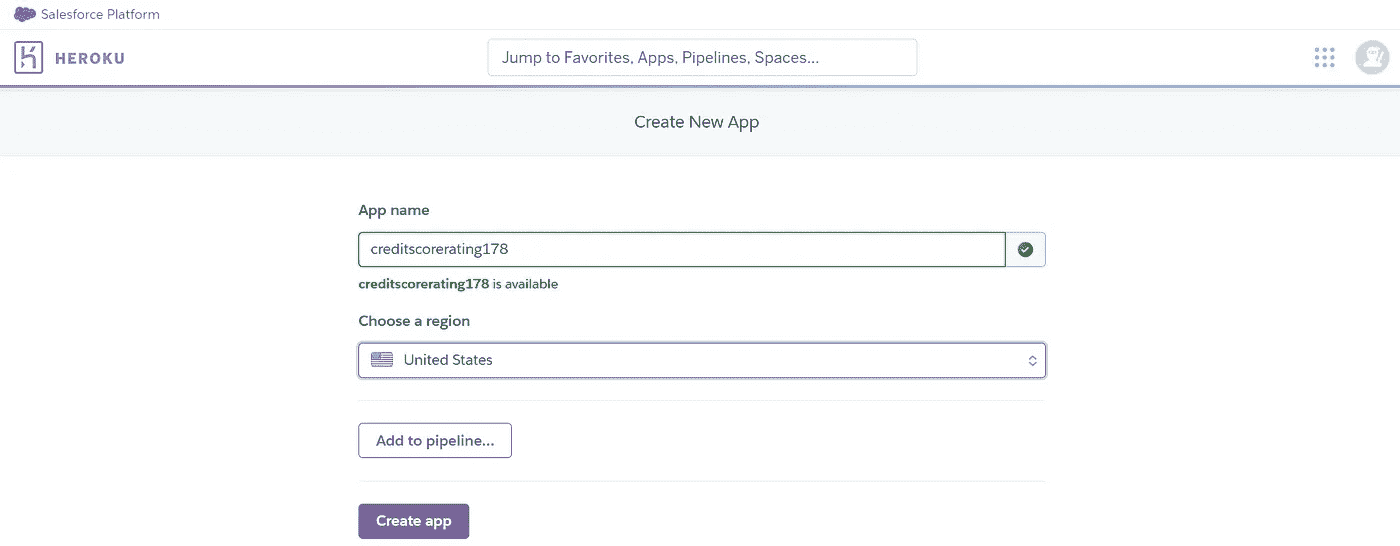 Salesforce Platform
HEROKU
Jump to Favorites, Apps, Pipelines, Spaces...
Create New App
App name
creditscorerating178
creditscorerating178 is available
Choose a region
United States
Add to pipeline...
Create app